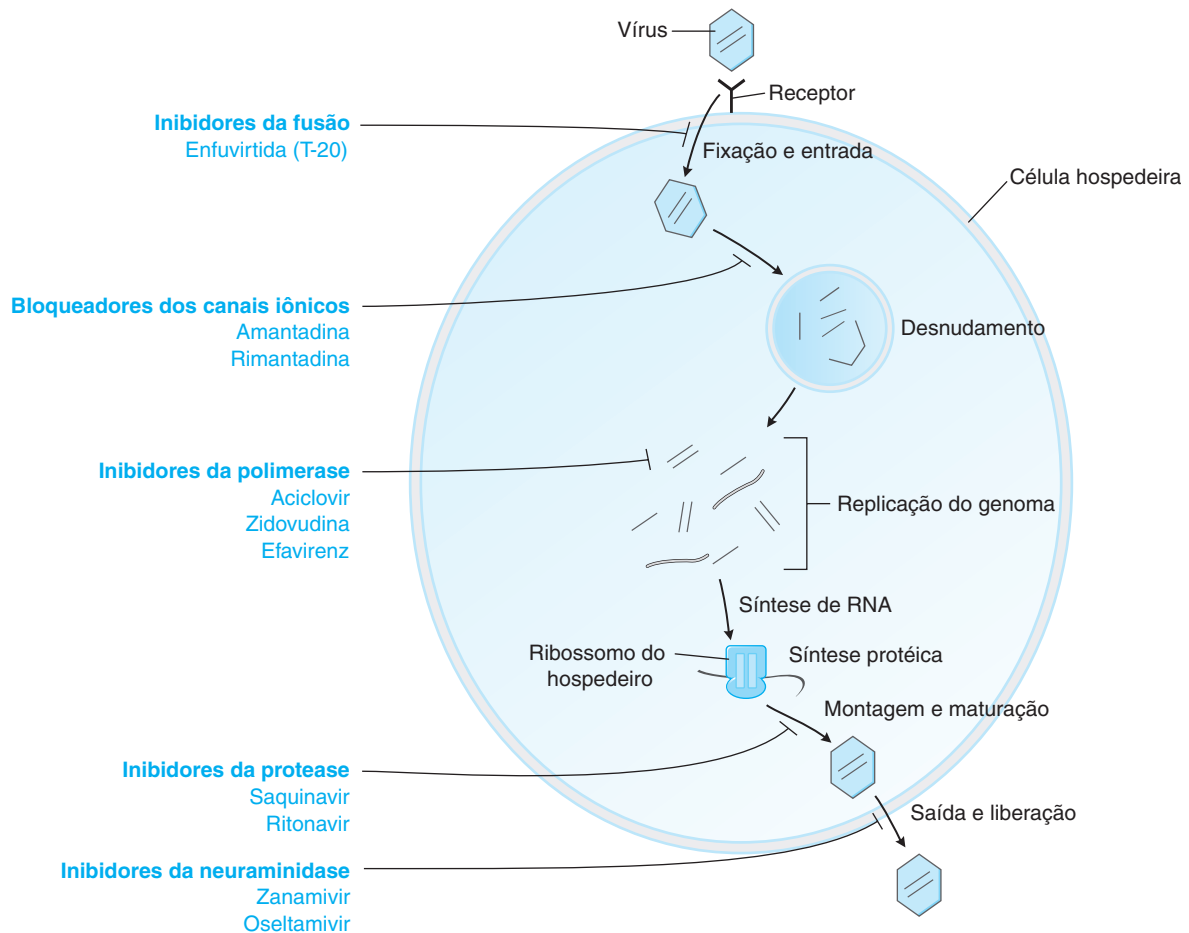 Vírus
Receptor
Inibidores da fusão
Enfuvirtida (T-20)
Fixação e entrada
Célula hospedeira
Bloqueadores dos canais iônicos
Amantadina
Rimantadina
Desnudamento
Inibidores da polimerase
Aciclovir
Zidovudina
Efavirenz
Replicação do genoma
Síntese de RNA
Ribossomo do
hospedeiro
Síntese protéica
Montagem e maturação
Inibidores da protease
Saquinavir
Ritonavir
Saída e liberação
Inibidores da neuraminidase
Zanamivir
Oseltamivir